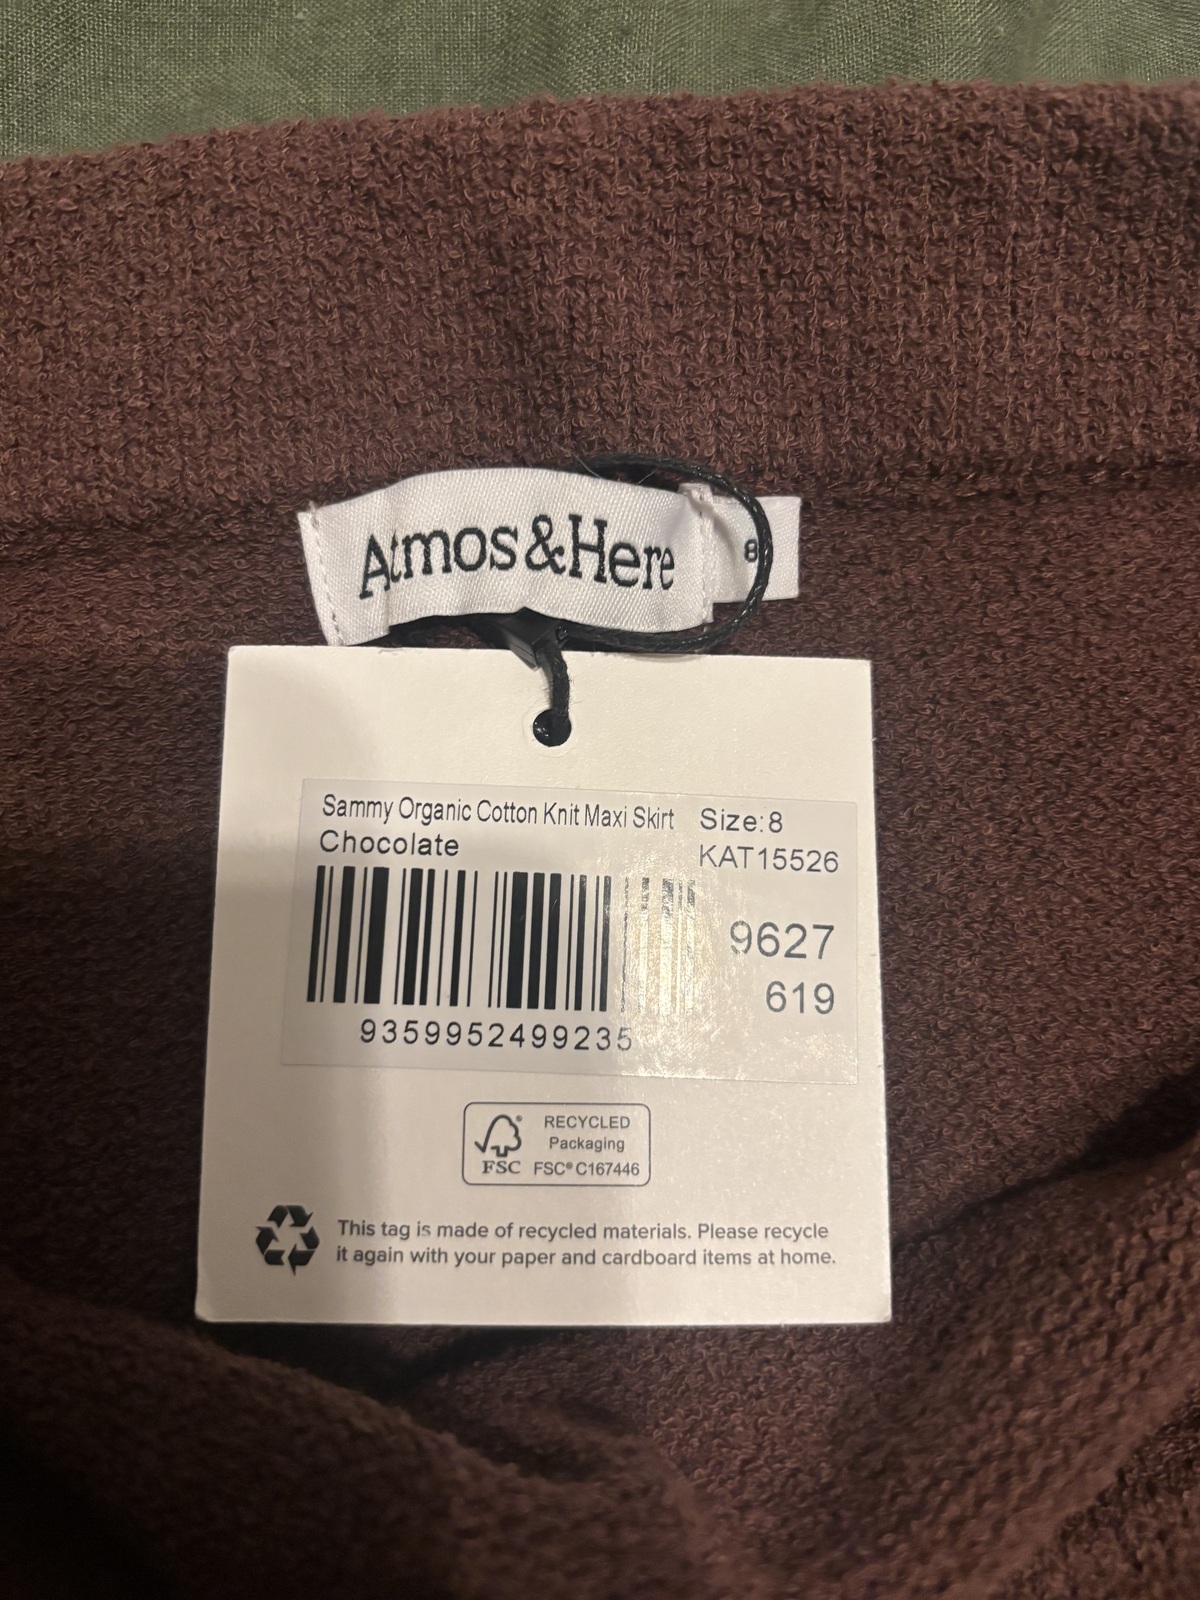 Atmos&Here
8
Sammy Organic Cotton Knit Maxi Skirt Size:8
Chocolate KAT15526
9627
619
9359952499235
RECYCLED
Packaging
FSC FSC® C167446
This tag is made of recycled materials. Please recycle
it again with your paper and cardboard items at home.